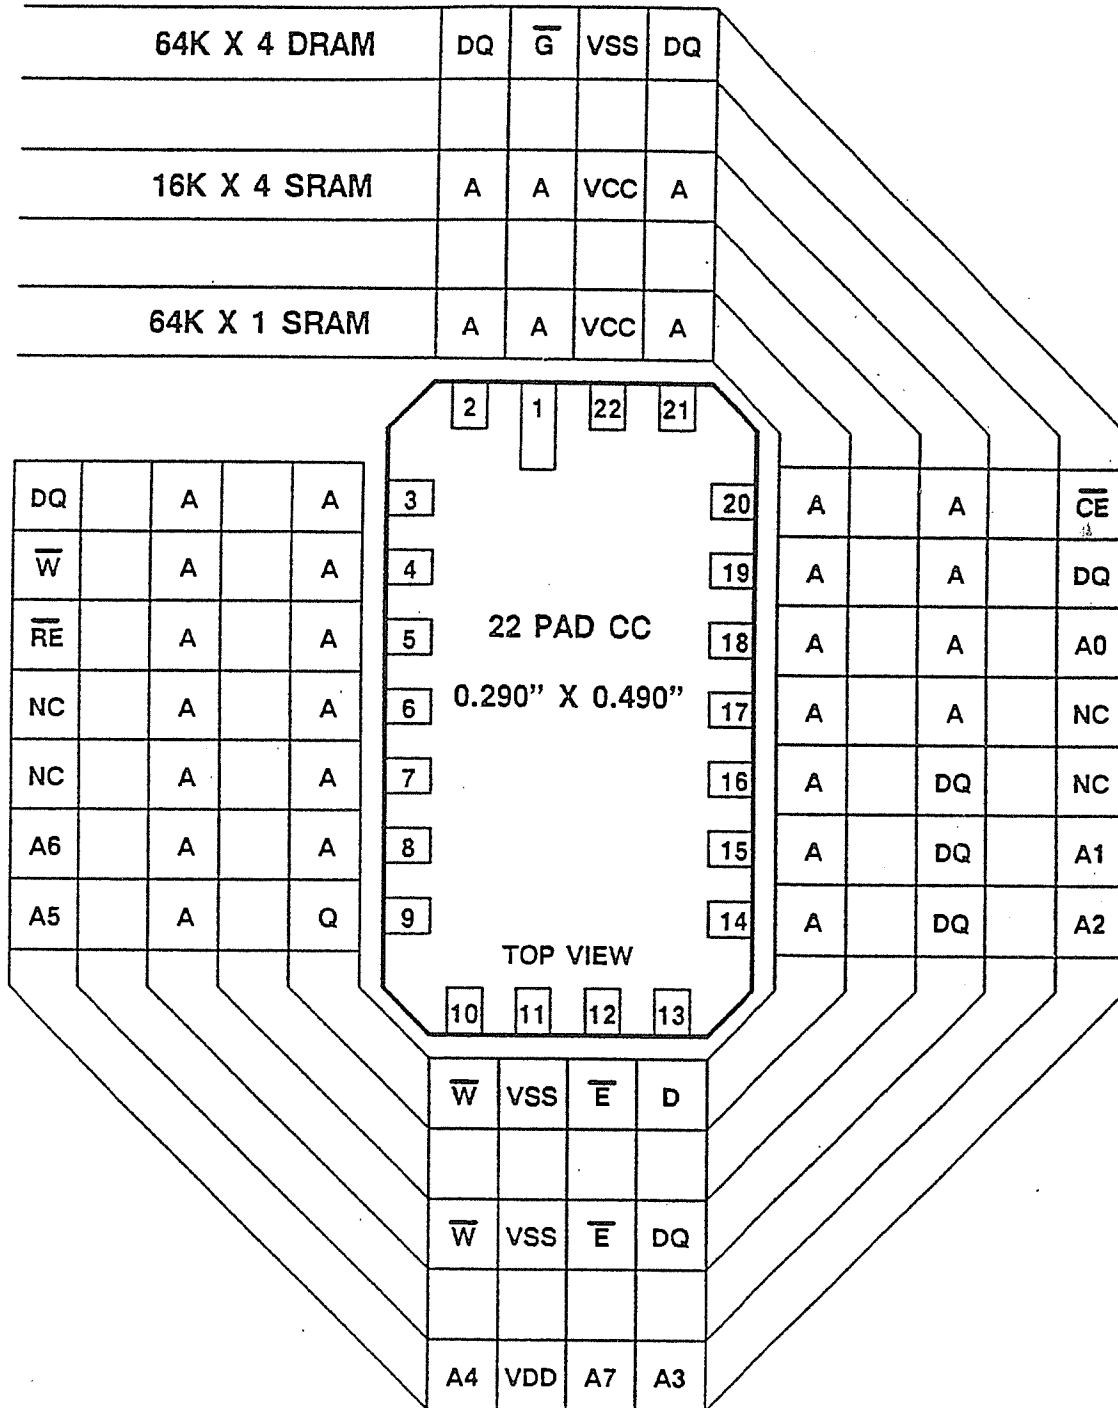 64K X 4 DRAM DQ G̅ VSS DQ
16K X 4 SRAM A A VCC A
64K X 1 SRAM A A VCC A
2 1 22 21
DQ A A 3 20 A A C̅E̅
W̅ A A 4 19 A A DQ
R̅E̅ A A 5 22 PAD CC 18 A A A0
NC A A 6 0.290” X 0.490” 17 A A NC
NC A A 7 16 A DQ NC
A6 A A 8 15 A DQ A1
A5 A Q 9 14 A DQ A2
TOP VIEW
10 11 12 13
W̅ VSS E̅ D
W̅ VSS E̅ DQ
A4 VDD A7 A3